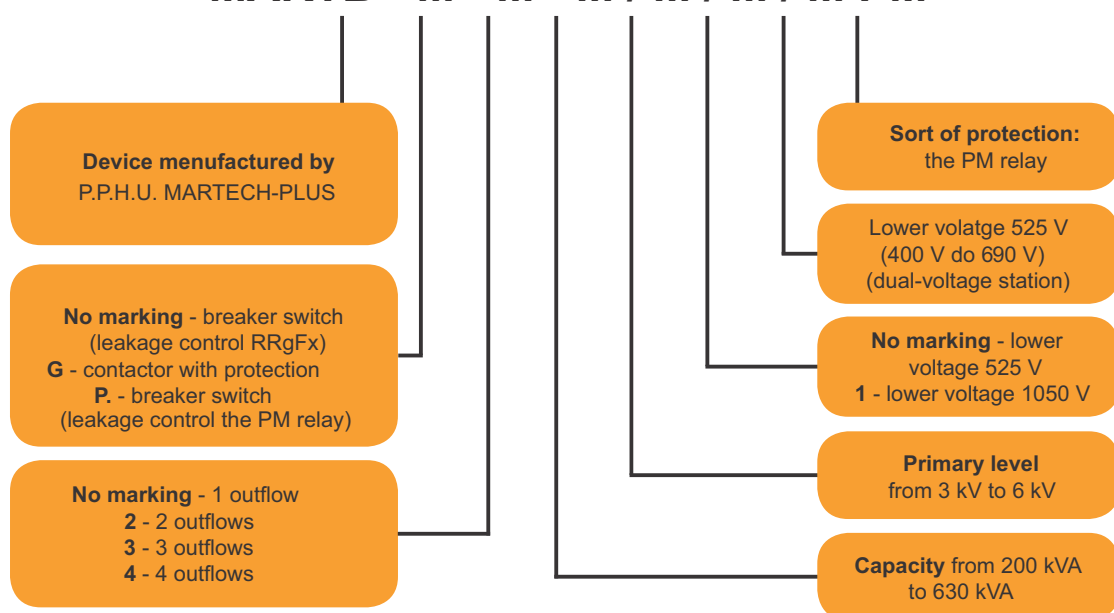 Device menufactured by
P.P.H.U. MARTECH-PLUS
No marking - breaker switch
(leakage control RRgFx)
G - contactor with protection
P. - breaker switch
(leakage control the PM relay)
No marking - 1 outflow
2 - 2 outflows
3 - 3 outflows
4 - 4 outflows
Sort of protection:
the PM relay
Lower volatge 525 V
(400 V do 690 V)
(dual-voltage station)
No marking - lower
voltage 525 V
1 - lower voltage 1050 V
Primary level
from 3 kV to 6 kV
Capacity from 200 kVA
to 630 kVA